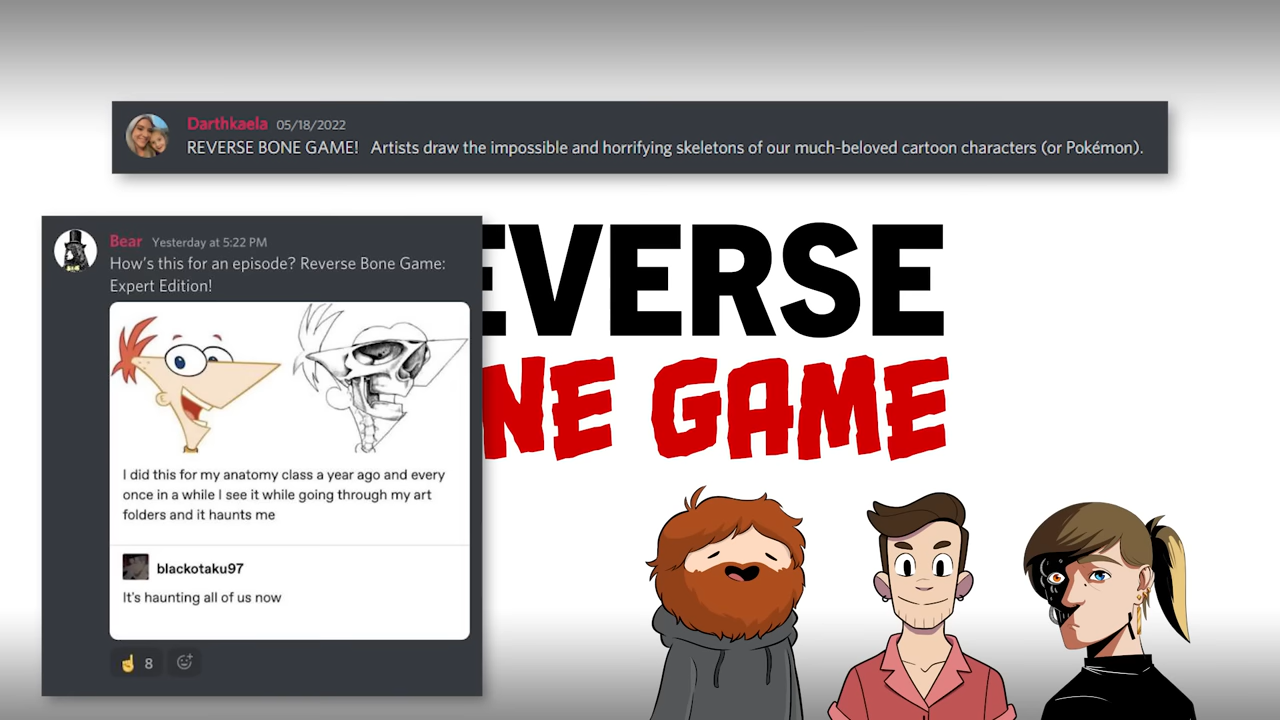 Darthkaela 05/18/2022
REVERSE BONE GAME! Artists draw the impossible and horrifying skeletons of our much-beloved cartoon characters (or Pokémon).
Bear Yesterday at 5:22 PM
How's this for an episode? Reverse Bone Game:
Expert Edition!
I did this for my anatomy class a year ago and every
once in a while I see it while going through my art
folders and it haunts me
blackotaku97
It's haunting all of us now
8
EVERSE
NE GAME